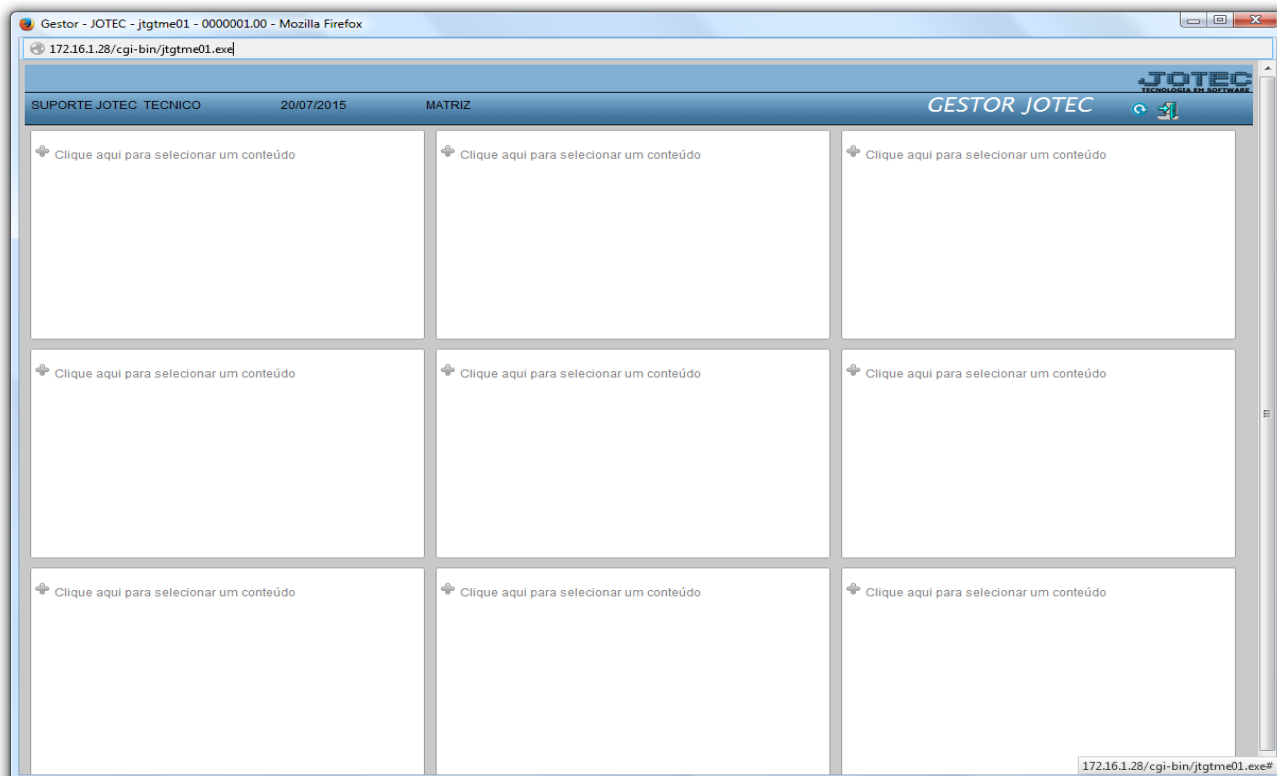 Gestor - JOTEC - jtgtme01 - 0000001.00 - Mozilla Firefox
172.16.1.28/cgi-bin/jtgtme01.exe
JOTEC
TECNOLOGIA EM SOFTWARE
SUPORTE JOTEC TECNICO 20/07/2015 MATRIZ GESTOR JOTEC
Clique aqui para selecionar um conteúdo Clique aqui para selecionar um conteúdo Clique aqui para selecionar um conteúdo
Clique aqui para selecionar um conteúdo Clique aqui para selecionar um conteúdo Clique aqui para selecionar um conteúdo
Clique aqui para selecionar um conteúdo Clique aqui para selecionar um conteúdo Clique aqui para selecionar um conteúdo
172.16.1.28/cgi-bin/jtgtme01.exe#